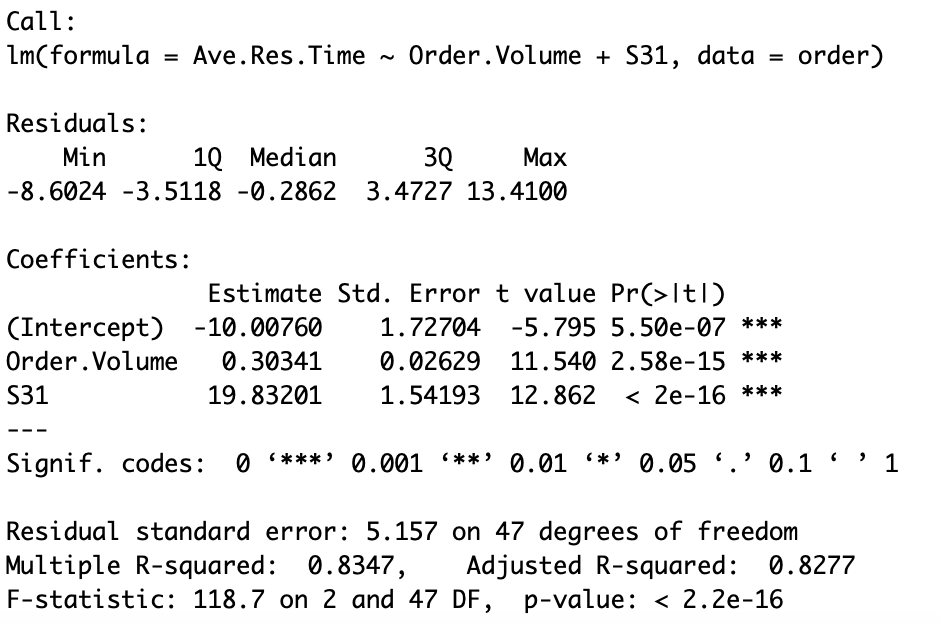 Call:
lm(formula = Ave.Res.Time ~ Order.Volume + S31, data = order)
Residuals:
    Min      1Q  Median      3Q     Max
-8.6024 -3.5118 -0.2862  3.4727 13.4100
Coefficients:
             Estimate Std. Error t value Pr(>|t|)
(Intercept)  -10.00760    1.72704  -5.795 5.50e-07 ***
Order.Volume   0.30341    0.02629  11.540 2.58e-15 ***
S31           19.83201    1.54193  12.862  < 2e-16 ***
---
Signif. codes:  0 ‘***’ 0.001 ‘**’ 0.01 ‘*’ 0.05 ‘.’ 0.1 ‘ ’ 1
Residual standard error: 5.157 on 47 degrees of freedom
Multiple R-squared:  0.8347,    Adjusted R-squared:  0.8277
F-statistic: 118.7 on 2 and 47 DF,  p-value: < 2.2e-16